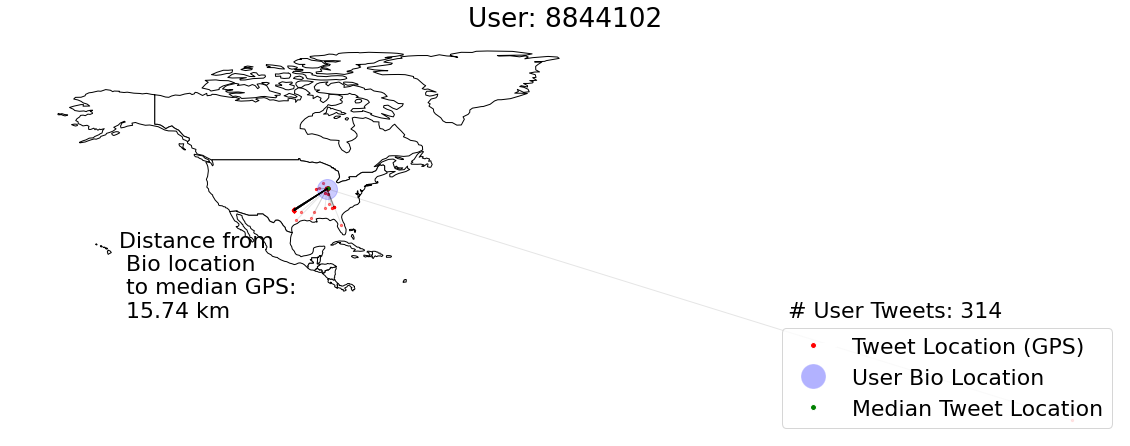 User: 8844102
Distance from
Bio location
to median GPS:
15.74 km
# User Tweets: 314
Tweet Location (GPS)
User Bio Location
Median Tweet Location